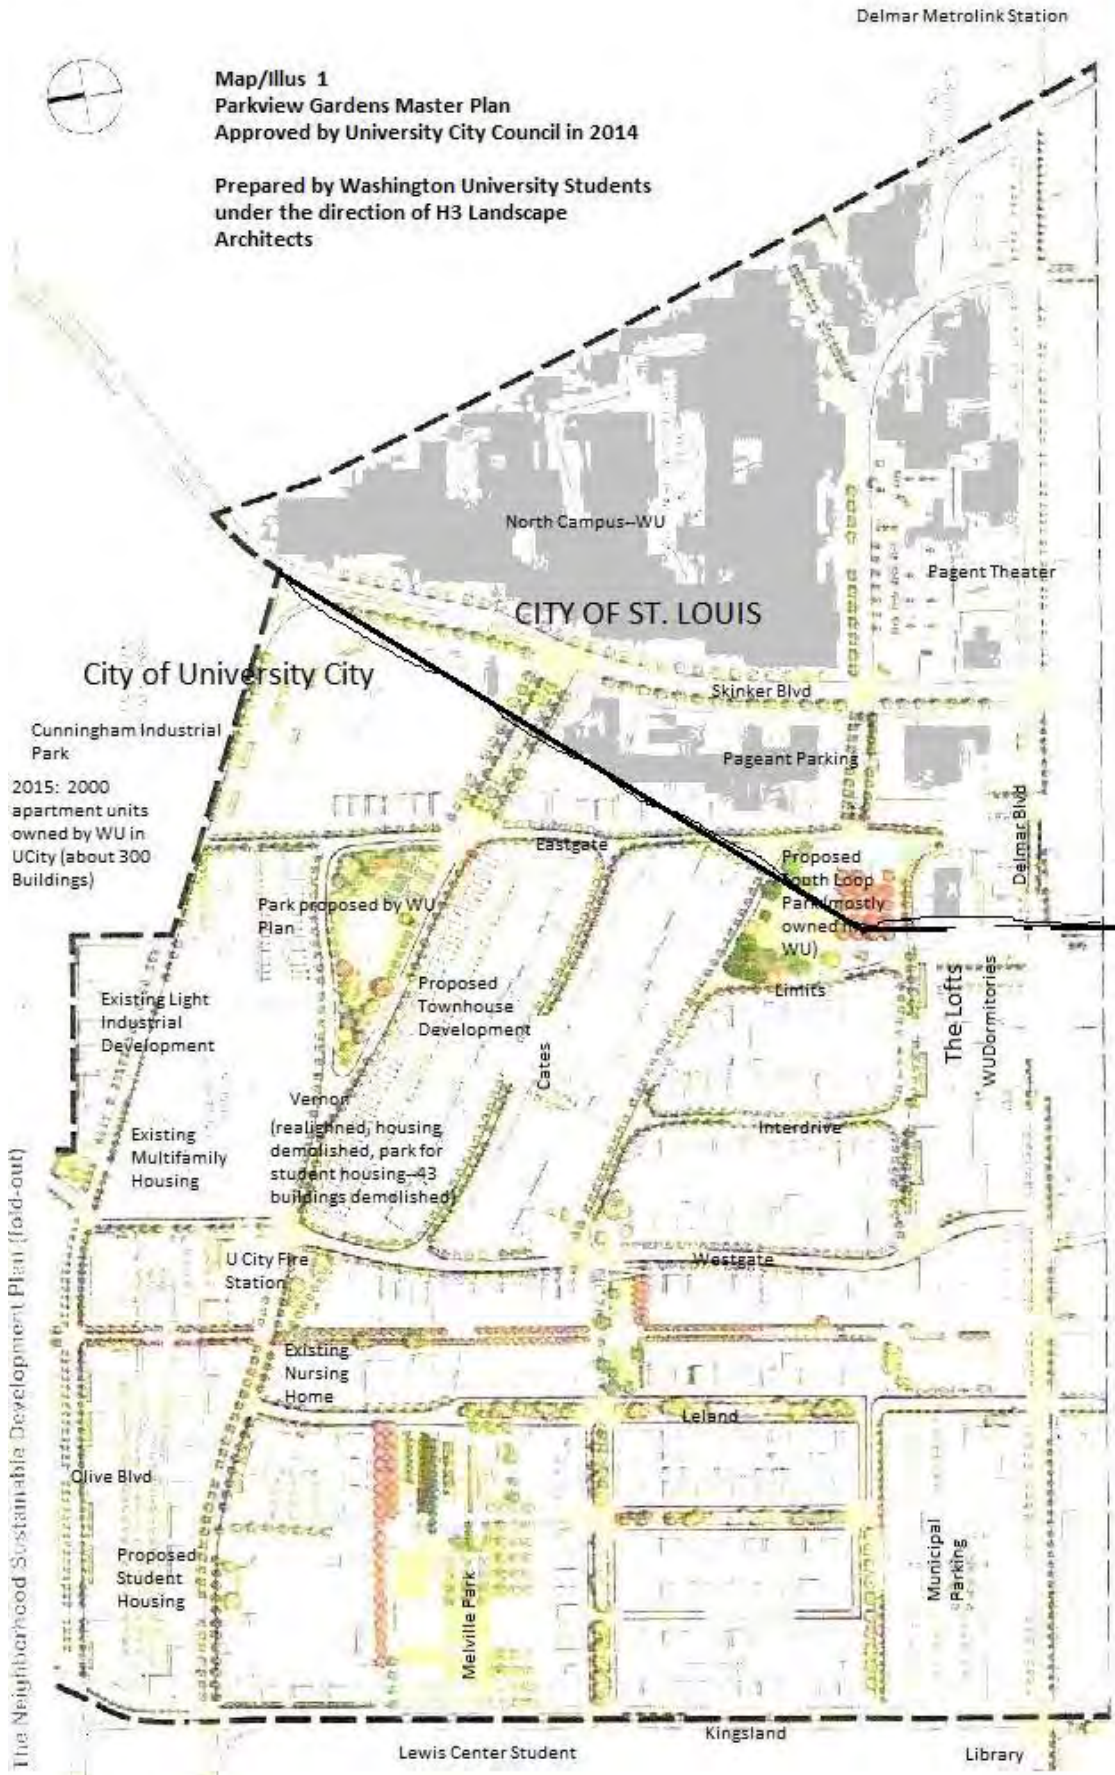 Delmar Metrolink Station
Map/Illus 1
Parkview Gardens Master Plan
Approved by University City Council in 2014
Prepared by Washington University Students
under the direction of H3 Landscape
Architects
North Campus--WU
Pagent Theater
CITY OF ST. LOUIS
City of University City
Skinker Blvd
Cunningham Industrial
Park
Pageant Parking
2015: 2000
apartment units
owned by WU in
UCity (about 300
Buildings)
Delmar Blvd
Eastgate
Proposed
South Loop
Park(mostly
owned
WU)
Park proposed by WU
Plan
Proposed
Townhouse
Development
Existing Light
Industrial
Development
Limits
The Lofts
WUDormitories
Cates
Vernon
(realighned, housing
demolished, park for
student housing--43
buildings demolished)
Interdrive
Existing
Multifamily
Housing
U City Fire
Station
Westgate
Existing
Nursing
Home
Leland
Olive Blvd
Proposed
Student
Housing
Melville Park
Municipal
Parking
The Neighborhood Sustainable Development Plan (fold-out)
Kingsland
Lewis Center Student
Library